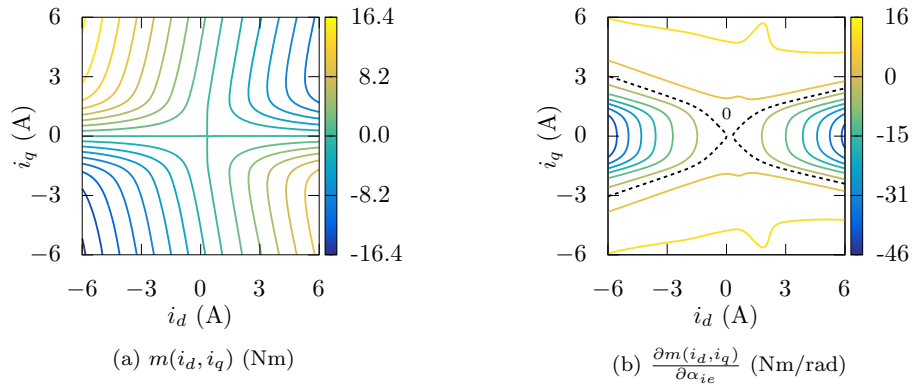 6
3
0
−3
−6
i_q (A)
−6 −3 0 3 6
i_d (A)
16.4
8.2
0.0
-8.2
-16.4
(a) m(i_d, i_q) (Nm)
6
3
0
−3
−6
i_q (A)
0
−6 −3 0 3 6
i_d (A)
16
0
-15
-31
-46
(b) ∂m(i_d,i_q)/∂α_ie (Nm/rad)